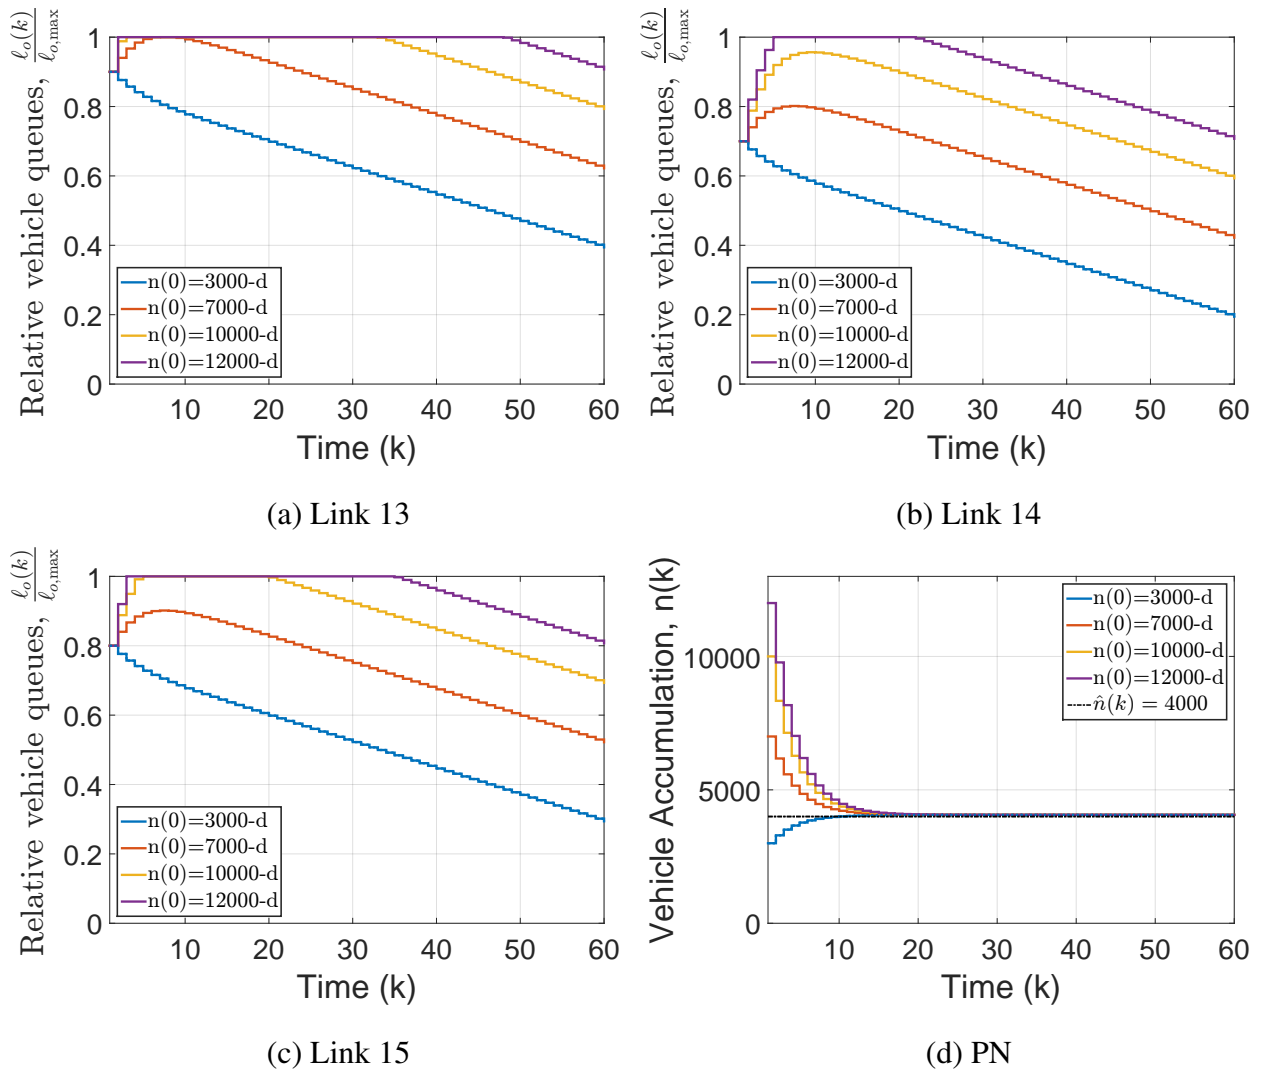 Relative vehicle queues, ℓ_o(k)/ℓ_{o,max}
1
0.8
0.6
0.4
0.2
0
n(0)=3000-d
n(0)=7000-d
n(0)=10000-d
n(0)=12000-d
10 20 30 40 50 60
Time (k)
(a) Link 13
Relative vehicle queues, ℓ_o(k)/ℓ_{o,max}
1
0.8
0.6
0.4
0.2
0
n(0)=3000-d
n(0)=7000-d
n(0)=10000-d
n(0)=12000-d
10 20 30 40 50 60
Time (k)
(b) Link 14
Relative vehicle queues, ℓ_o(k)/ℓ_{o,max}
1
0.8
0.6
0.4
0.2
0
n(0)=3000-d
n(0)=7000-d
n(0)=10000-d
n(0)=12000-d
10 20 30 40 50 60
Time (k)
(c) Link 15
Vehicle Accumulation, n(k)
10000
5000
0
n(0)=3000-d
n(0)=7000-d
n(0)=10000-d
n(0)=12000-d
n̂(k) = 4000
10 20 30 40 50 60
Time (k)
(d) PN